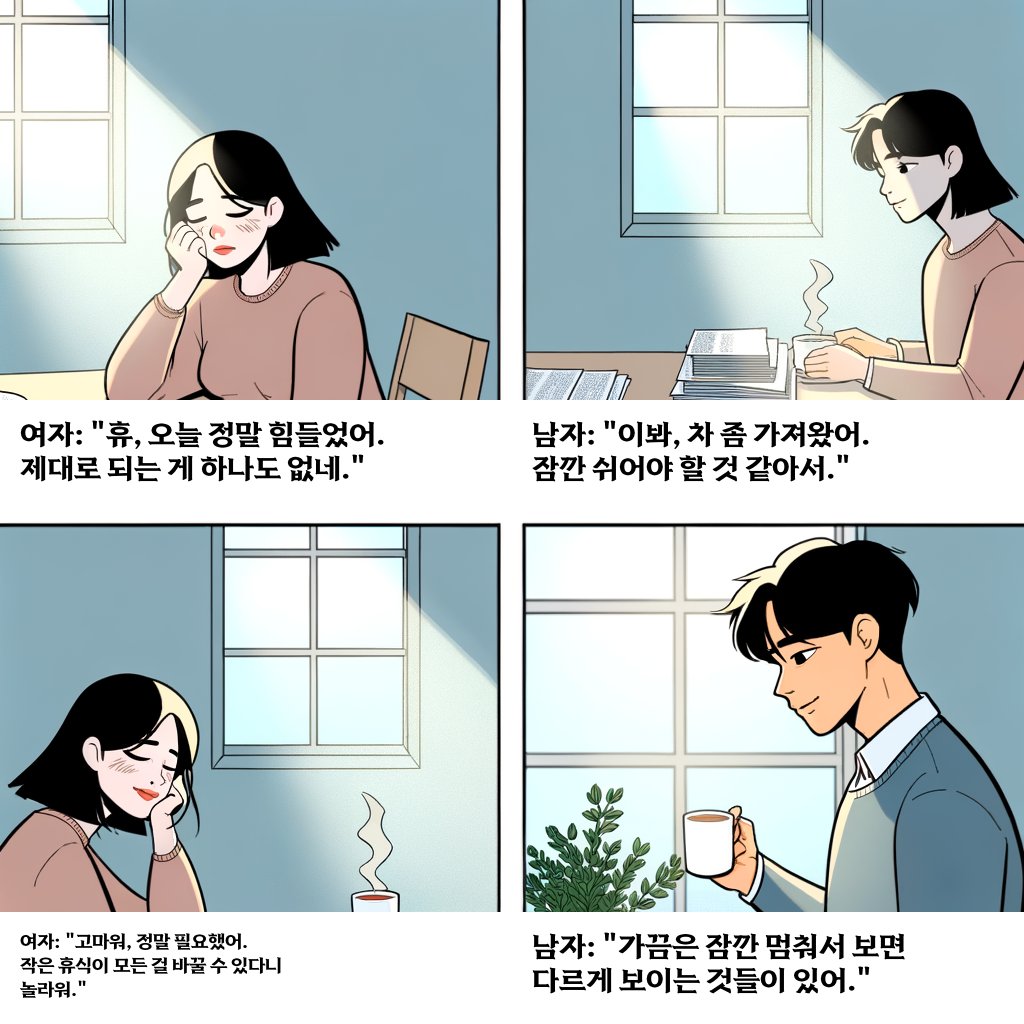 여자: "휴, 오늘 정말 힘들었어.
제대로 되는 게 하나도 없네."
남자: "이봐, 차 좀 가져왔어.
잠깐 쉬어야 할 것 같아서."
여자: "고마워, 정말 필요했어.
작은 휴식이 모든 걸 바꿀 수 있다니
놀라워."
남자: "가끔은 잠깐 멈춰서 보면
다르게 보이는 것들이 있어."